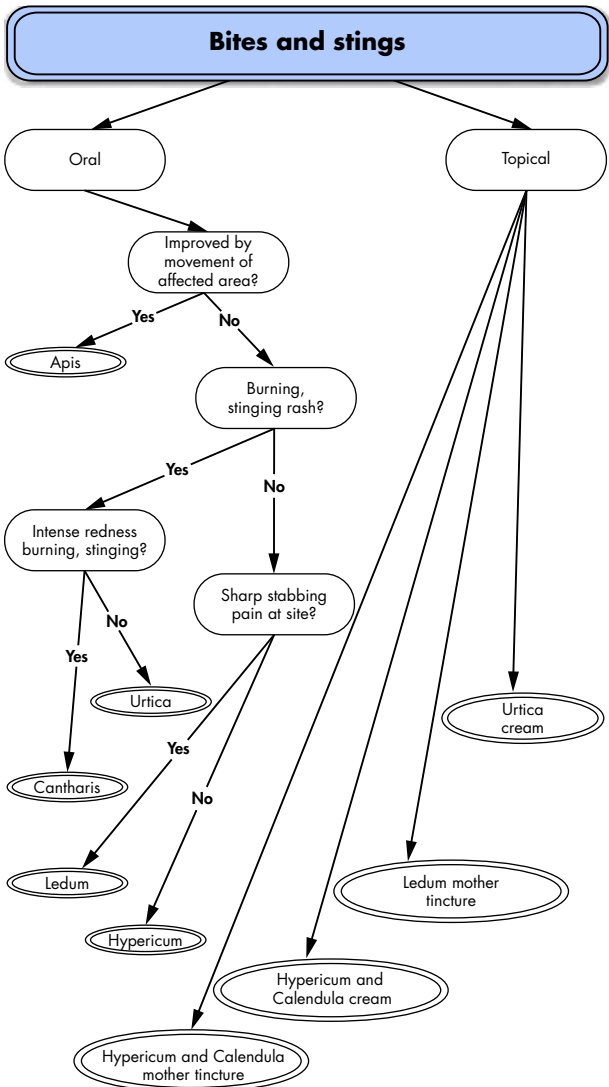 Bites and stings
Oral
Topical
Improved by
movement of
affected area?
Yes
No
Apis
Burning,
stinging rash?
Yes
No
Intense redness
burning, stinging?
Sharp stabbing
pain at site?
No
Yes
Urtica
Urtica
cream
Yes
Cantharis
No
Ledum
Ledum mother
tincture
Hypericum
Hypericum and
Calendula cream
Hypericum and Calendula
mother tincture